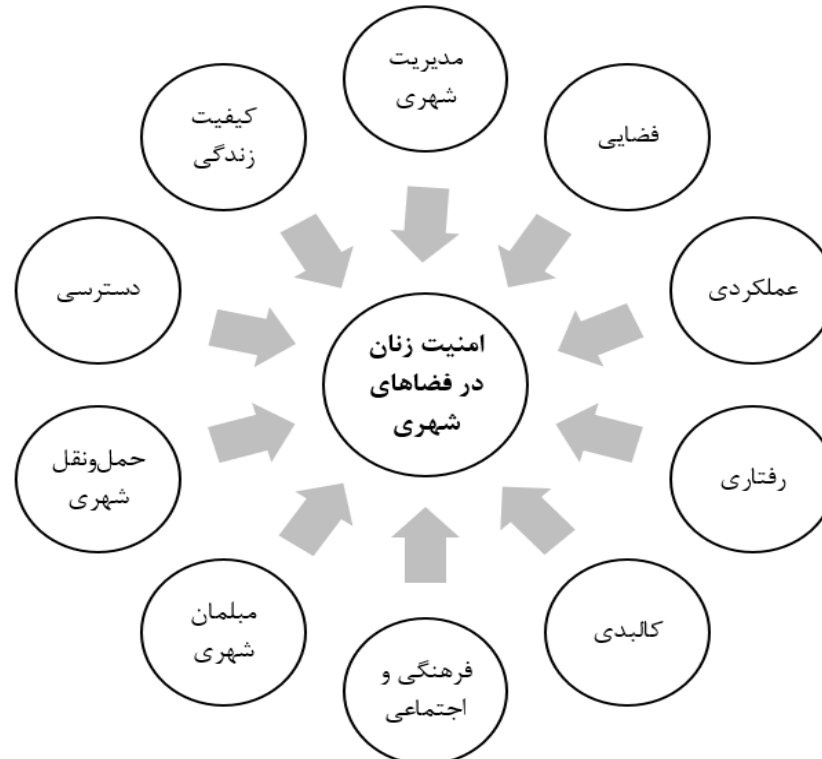 مدیریت
شهری
فضایی
عملکردی
رفتاری
کالبدی
فرهنگی و
اجتماعی
مبلمان
شهری
حمل‌ونقل
شهری
دسترسی
کیفیت
زندگی
امنیت زنان
در فضاهای
شهری